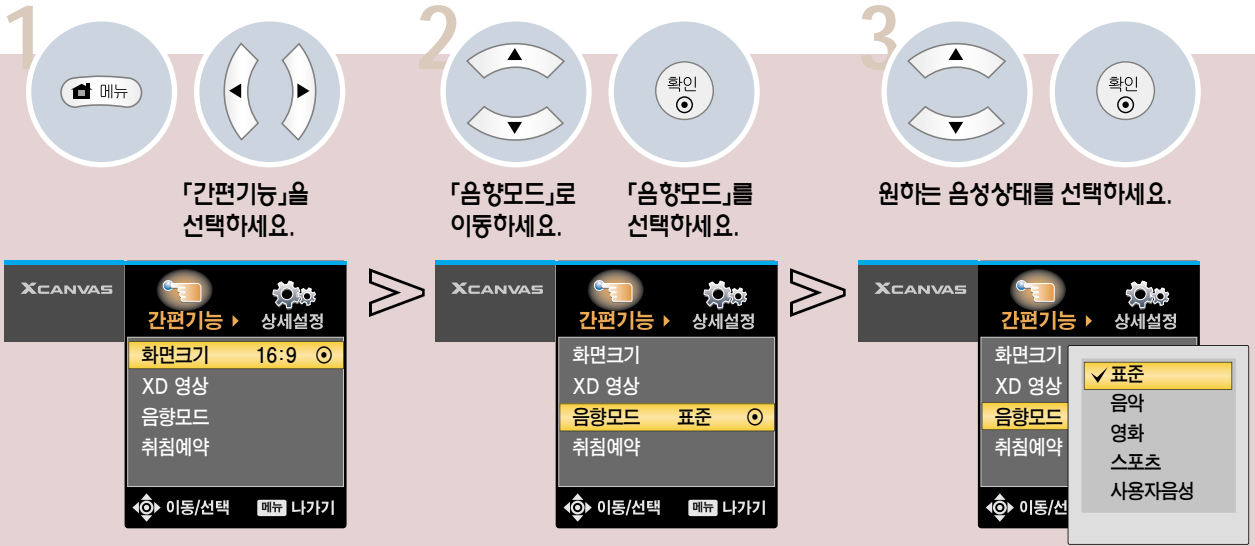 1
메뉴
「간편기능」을
선택하세요.
XCANVAS
간편기능
상세설정
화면크기 16:9
XD 영상
음향모드
취침예약
이동/선택 메뉴 나가기
2
확인
「음향모드」로
이동하세요.
「음향모드」를
선택하세요.
XCANVAS
간편기능
상세설정
화면크기
XD 영상
음향모드 표준
취침예약
이동/선택 메뉴 나가기
3
확인
원하는 음성상태를 선택하세요.
XCANVAS
간편기능
상세설정
화면크기
XD 영상
음향모드
취침예약
이동/선
표준
음악
영화
스포츠
사용자음성